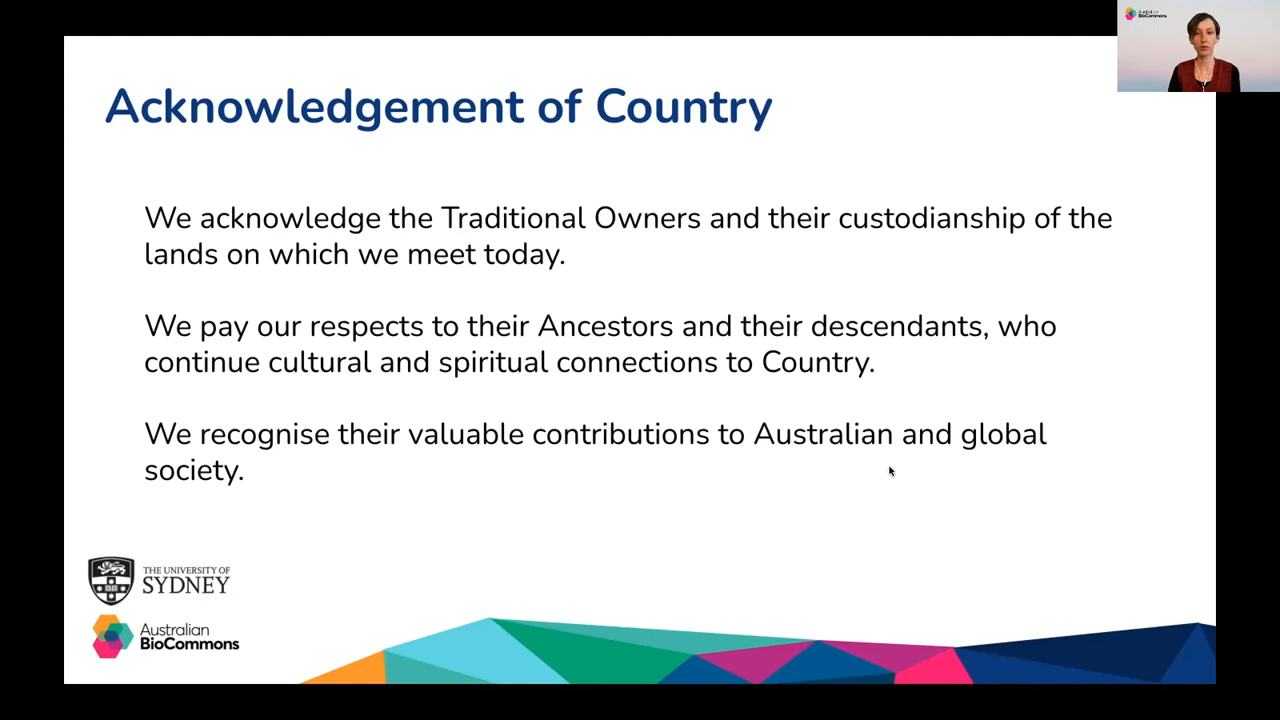 Australian
BioCommons
Acknowledgement of Country
We acknowledge the Traditional Owners and their custodianship of the
lands on which we meet today.
We pay our respects to their Ancestors and their descendants, who
continue cultural and spiritual connections to Country.
We recognise their valuable contributions to Australian and global
society.
THE UNIVERSITY OF
SYDNEY
Australian
BioCommons